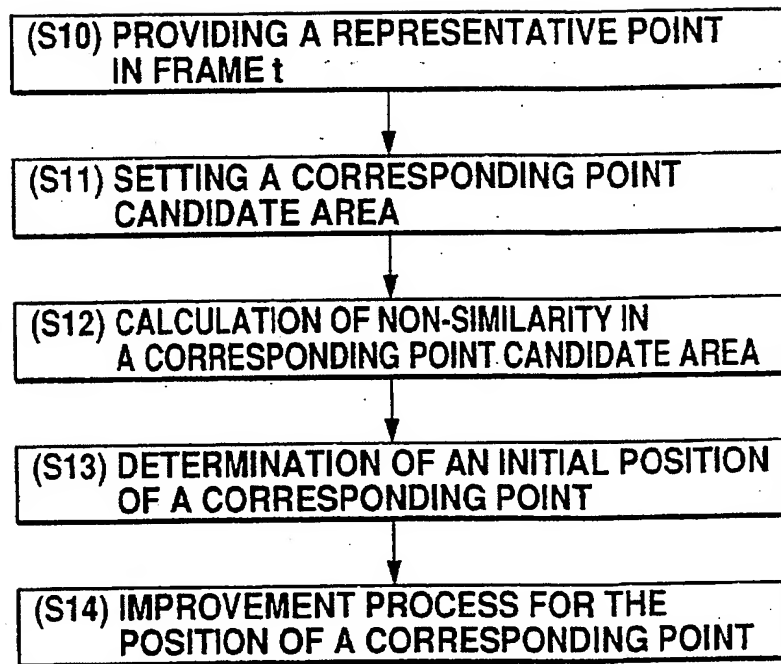 (S10) PROVIDING A REPRESENTATIVE POINT
IN FRAME t
(S11) SETTING A CORRESPONDING POINT
CANDIDATE AREA
(S12) CALCULATION OF NON-SIMILARITY IN
A CORRESPONDING POINT CANDIDATE AREA
(S13) DETERMINATION OF AN INITIAL POSITION
OF A CORRESPONDING POINT
(S14) IMPROVEMENT PROCESS FOR THE
POSITION OF A CORRESPONDING POINT